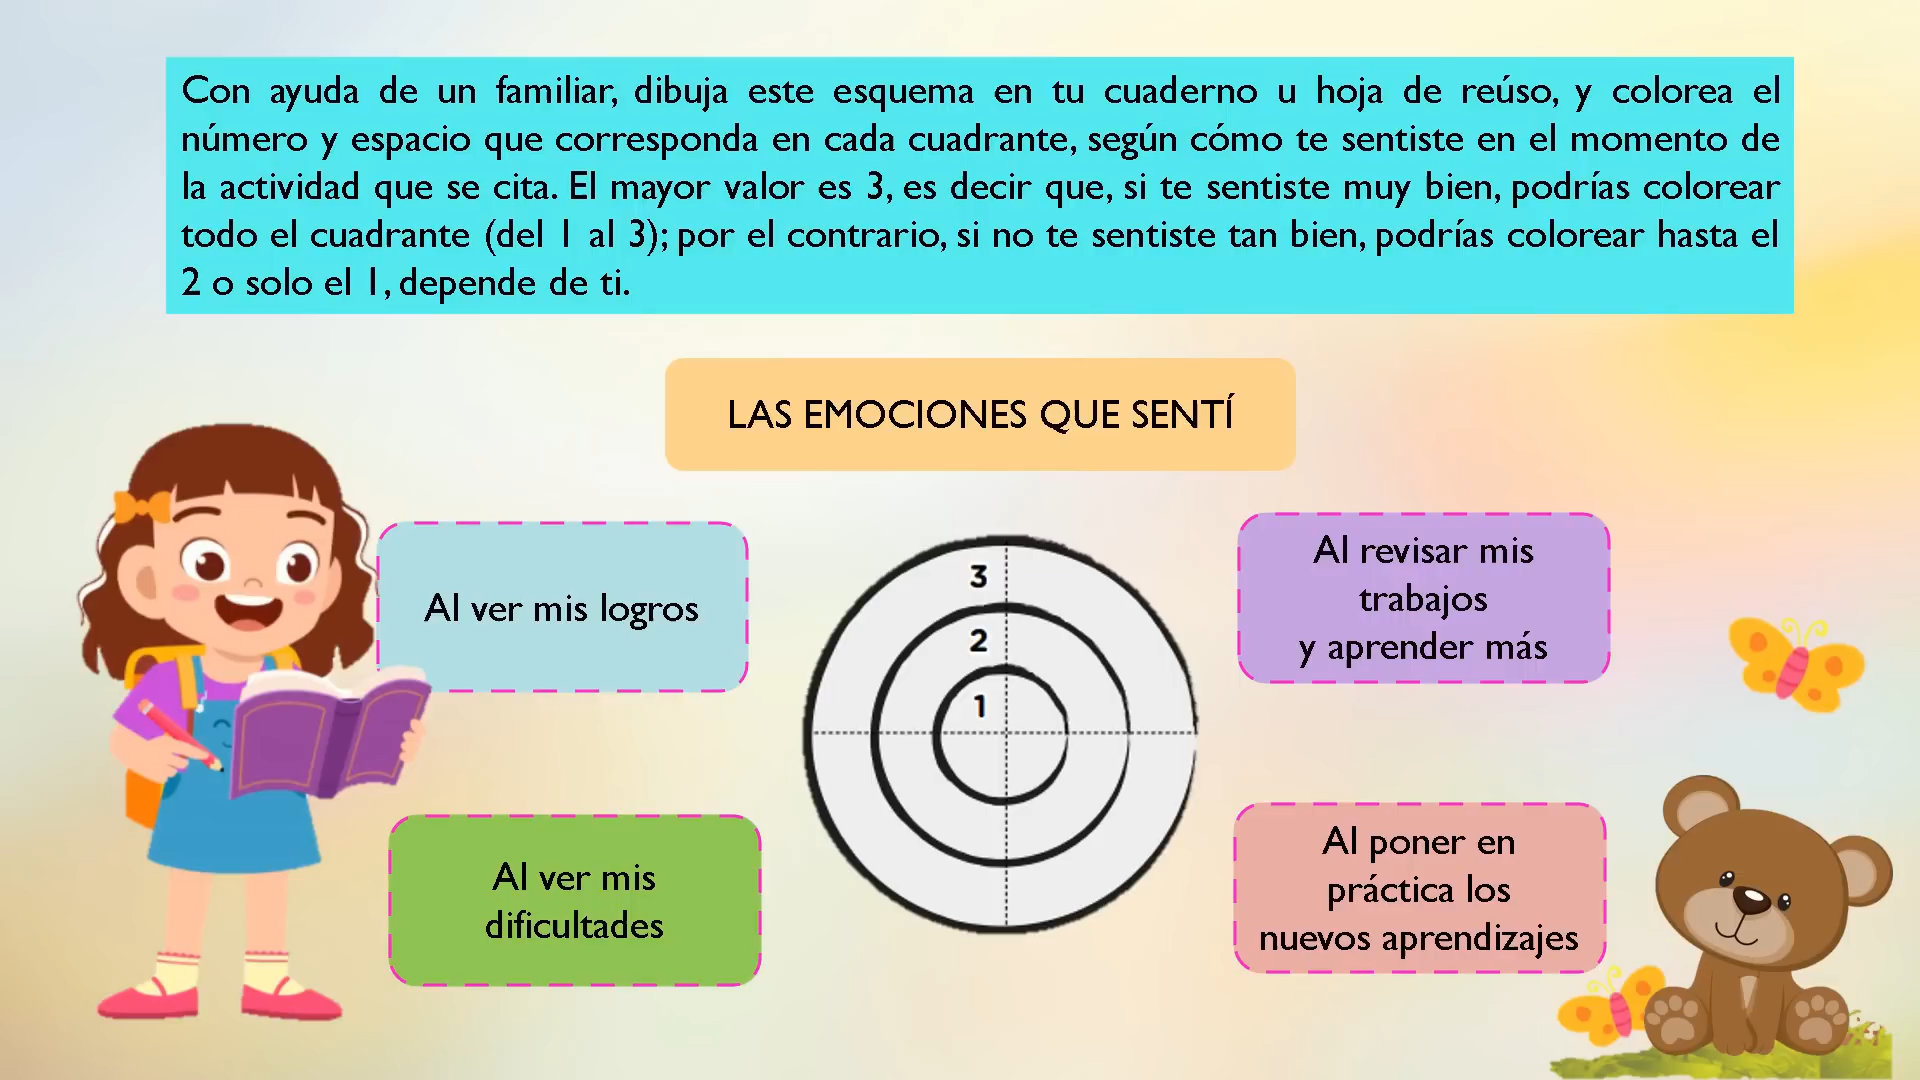 Con ayuda de un familiar, dibuja este esquema en tu cuaderno u hoja de reúso, y colorea el
número y espacio que corresponda en cada cuadrante, según cómo te sentiste en el momento de
la actividad que se cita. El mayor valor es 3, es decir que, si te sentiste muy bien, podrías colorear
todo el cuadrante (del 1 al 3); por el contrario, si no te sentiste tan bien, podrías colorear hasta el
2 o solo el 1, depende de ti.
LAS EMOCIONES QUE SENTÍ
Al ver mis logros
3
2
1
Al revisar mis
trabajos
y aprender más
Al ver mis
dificultades
Al poner en
práctica los
nuevos aprendizajes